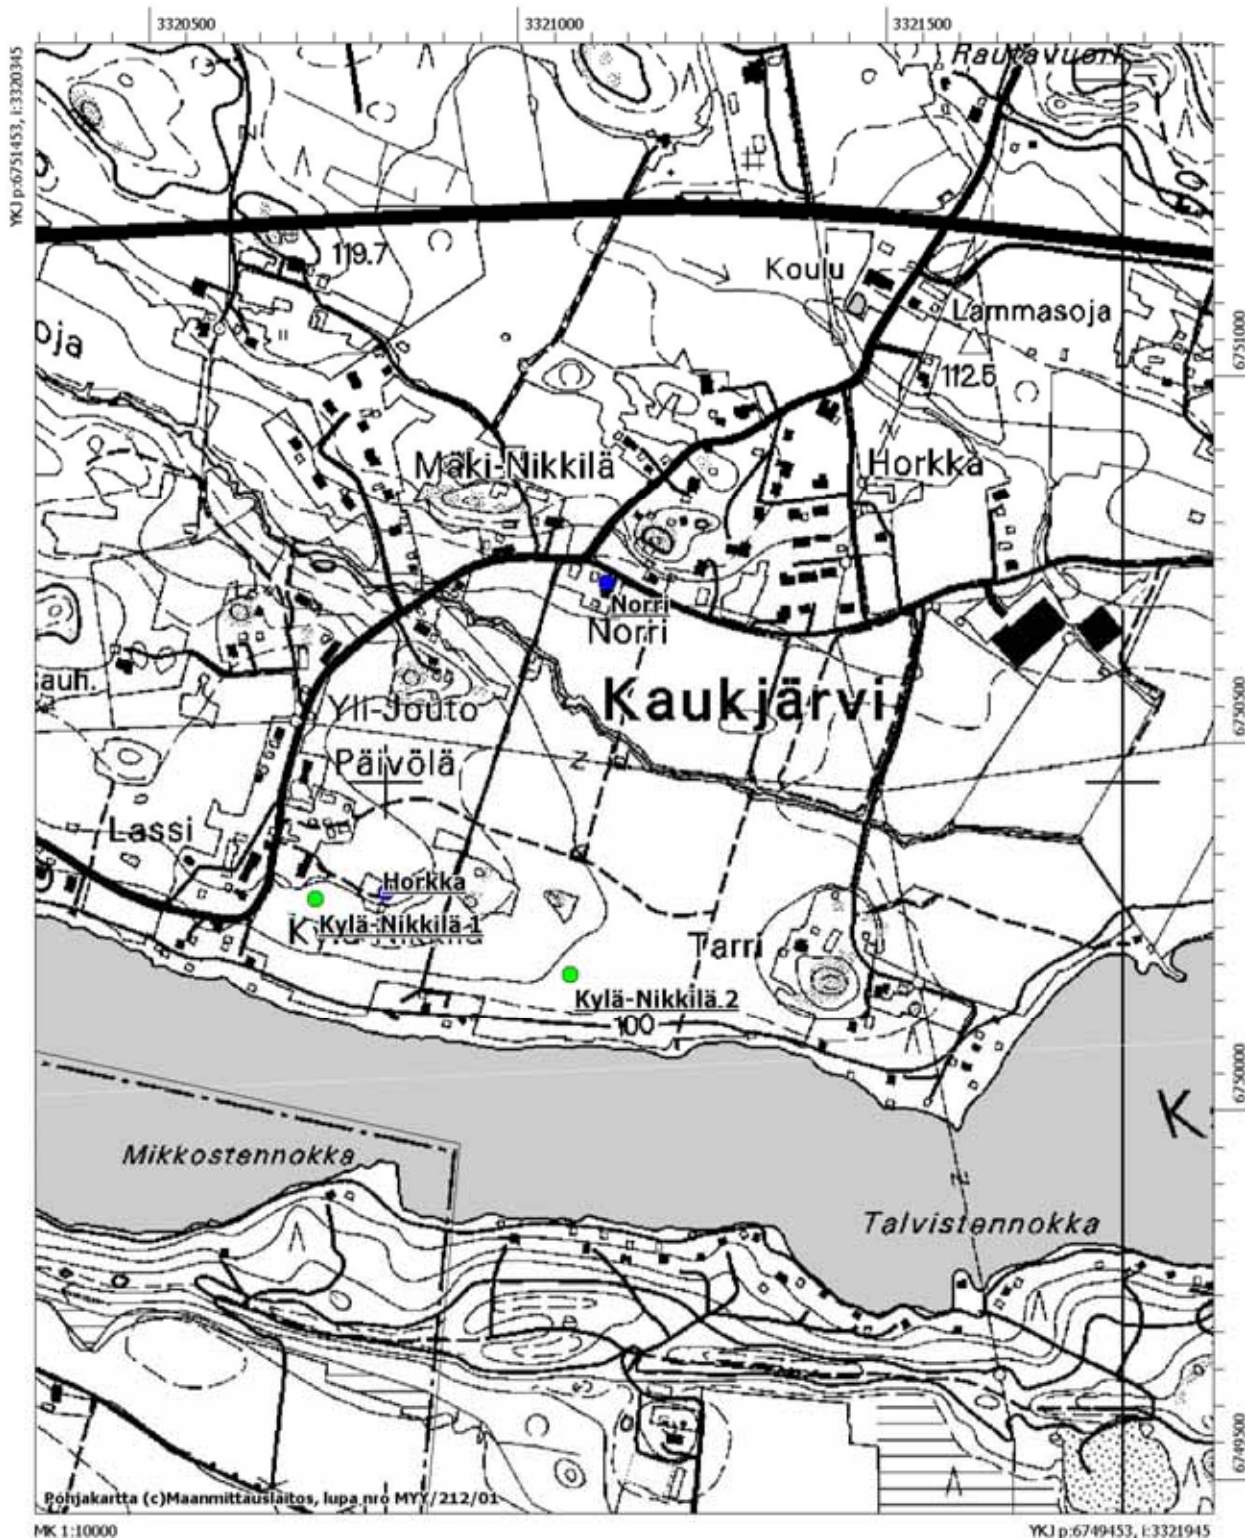 3320500
3321000
3321500
YKJ p:6751453, i:3320345
Rautavuori
119.7
Koulu
Lammasoja
oja
6751000
112.5
Mäki-Nikkilä
Horkka
Norri
Norri
auh.
Kaukjärvi
Yli-Jouto
6750500
Päivölä
Lassi
Horkka
Kylä-Nikkilä 1
Tarri
Kylä-Nikkilä 2
100
6750000
K
Mikkostennokka
Talvistennokka
6749500
Pohjakartta (c)Maanmittauslaitos, lupa nro MYY/212/01
MK 1:10000
YKJ p:6749453, i:3321945